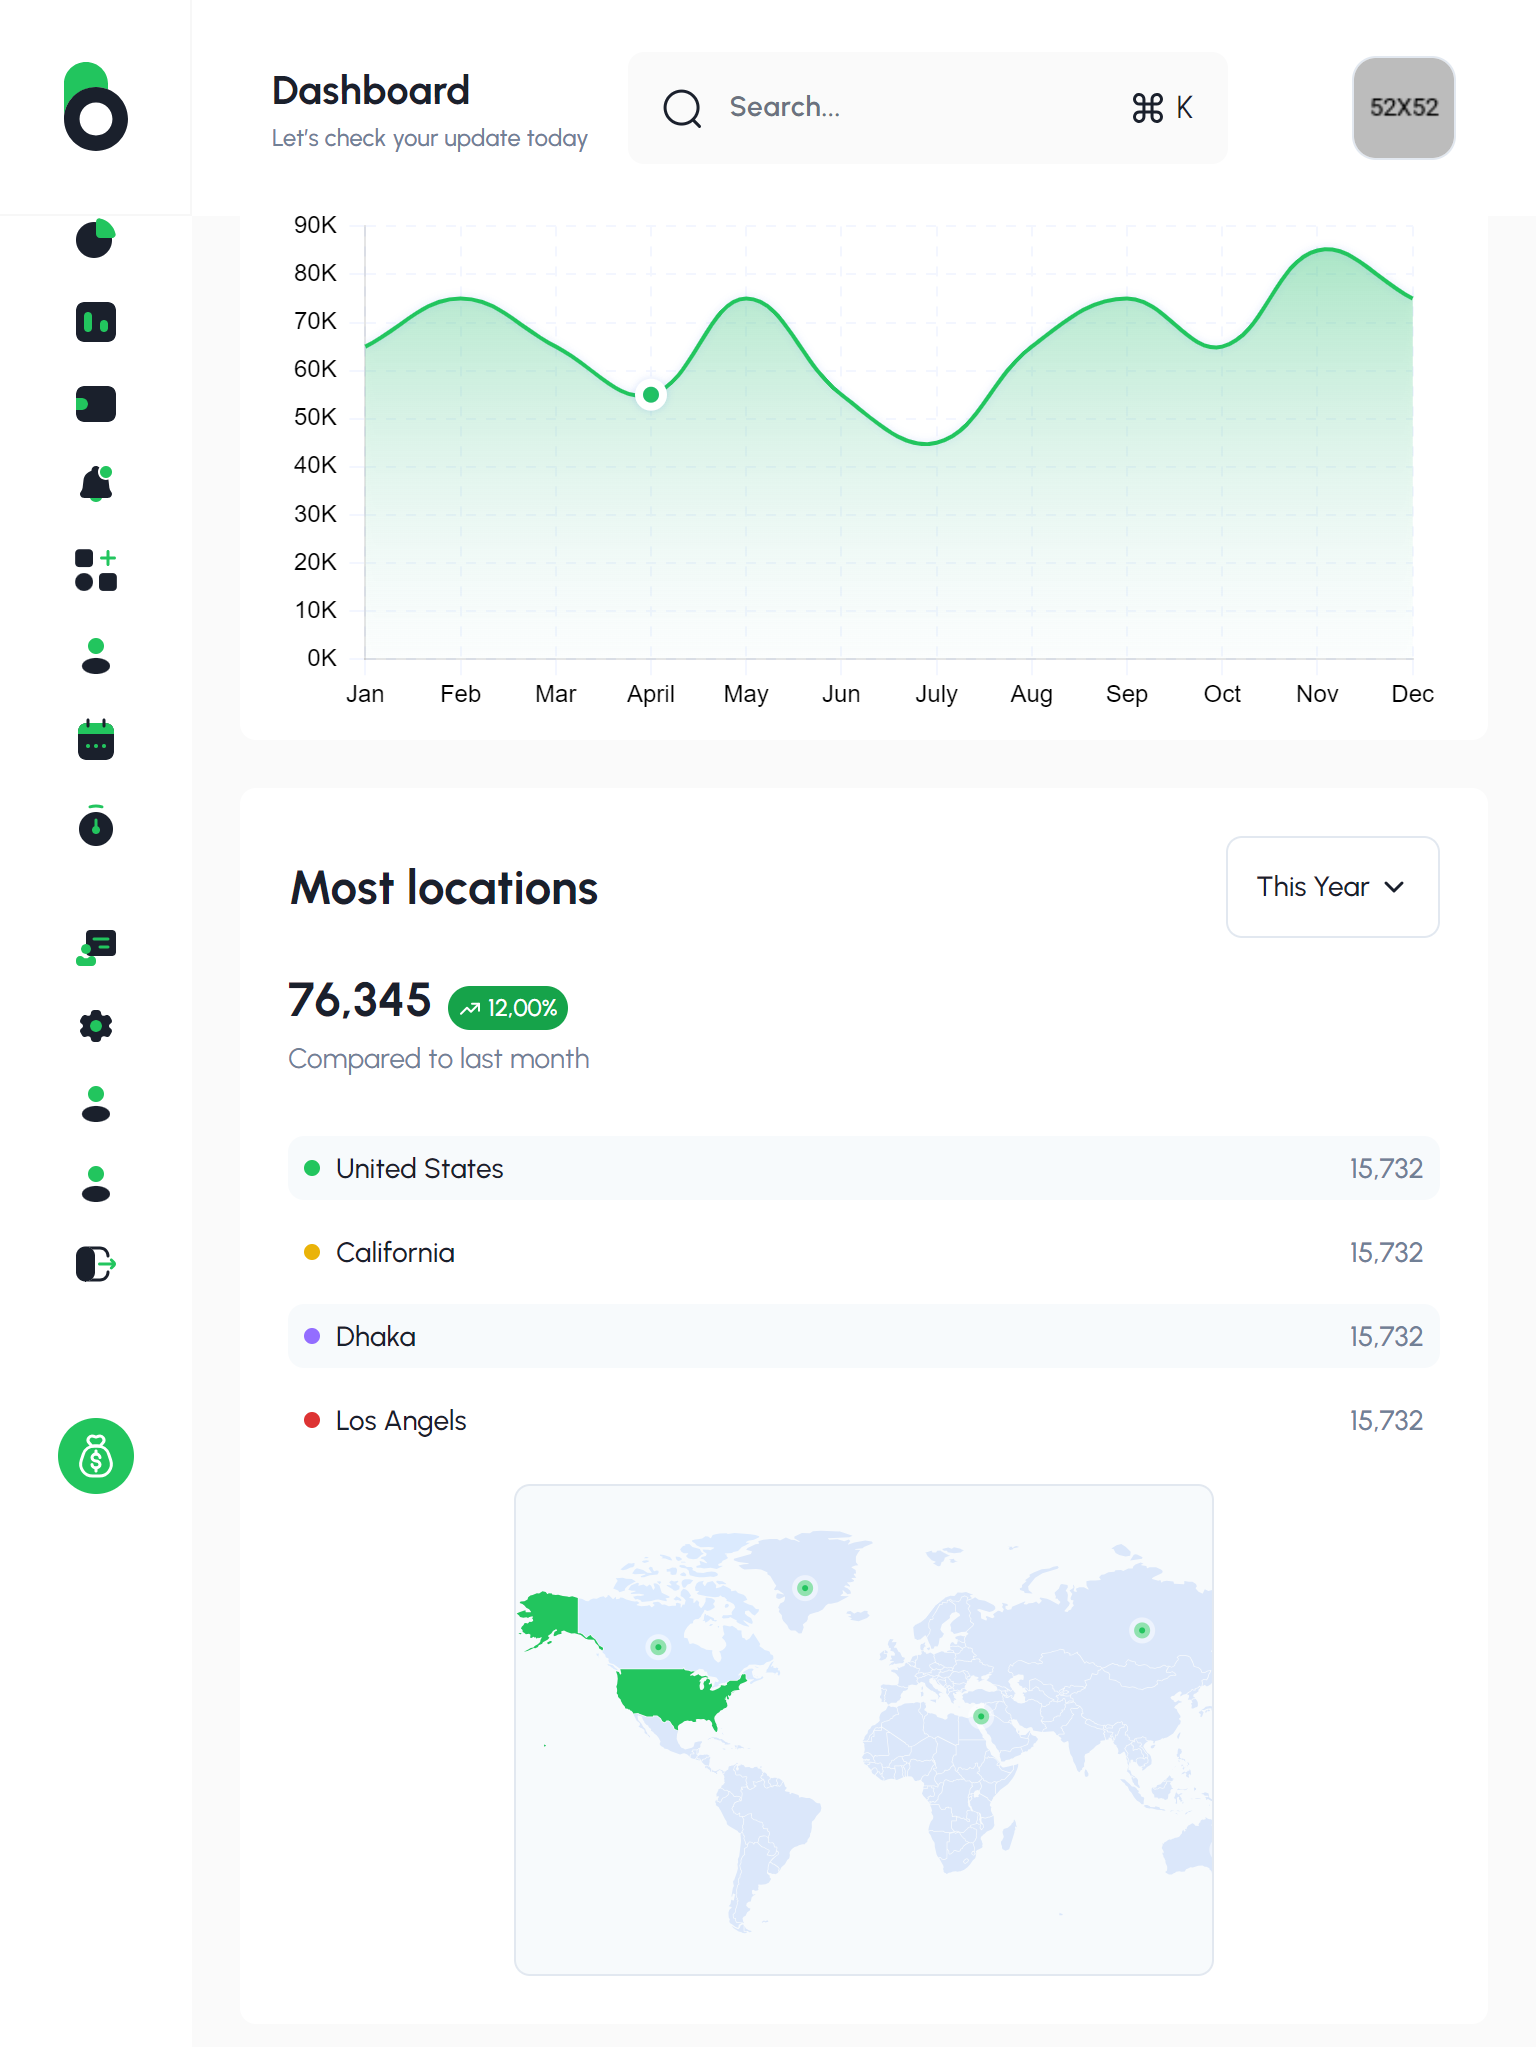 Dashboard
Let's check your update today
Search...
⌘ K
52X52
90K
80K
70K
60K
50K
40K
30K
20K
10K
0K
Jan Feb Mar April May Jun July Aug Sep Oct Nov Dec
Most locations
This Year
76,345 12,00%
Compared to last month
United States 15,732
California 15,732
Dhaka 15,732
Los Angels 15,732